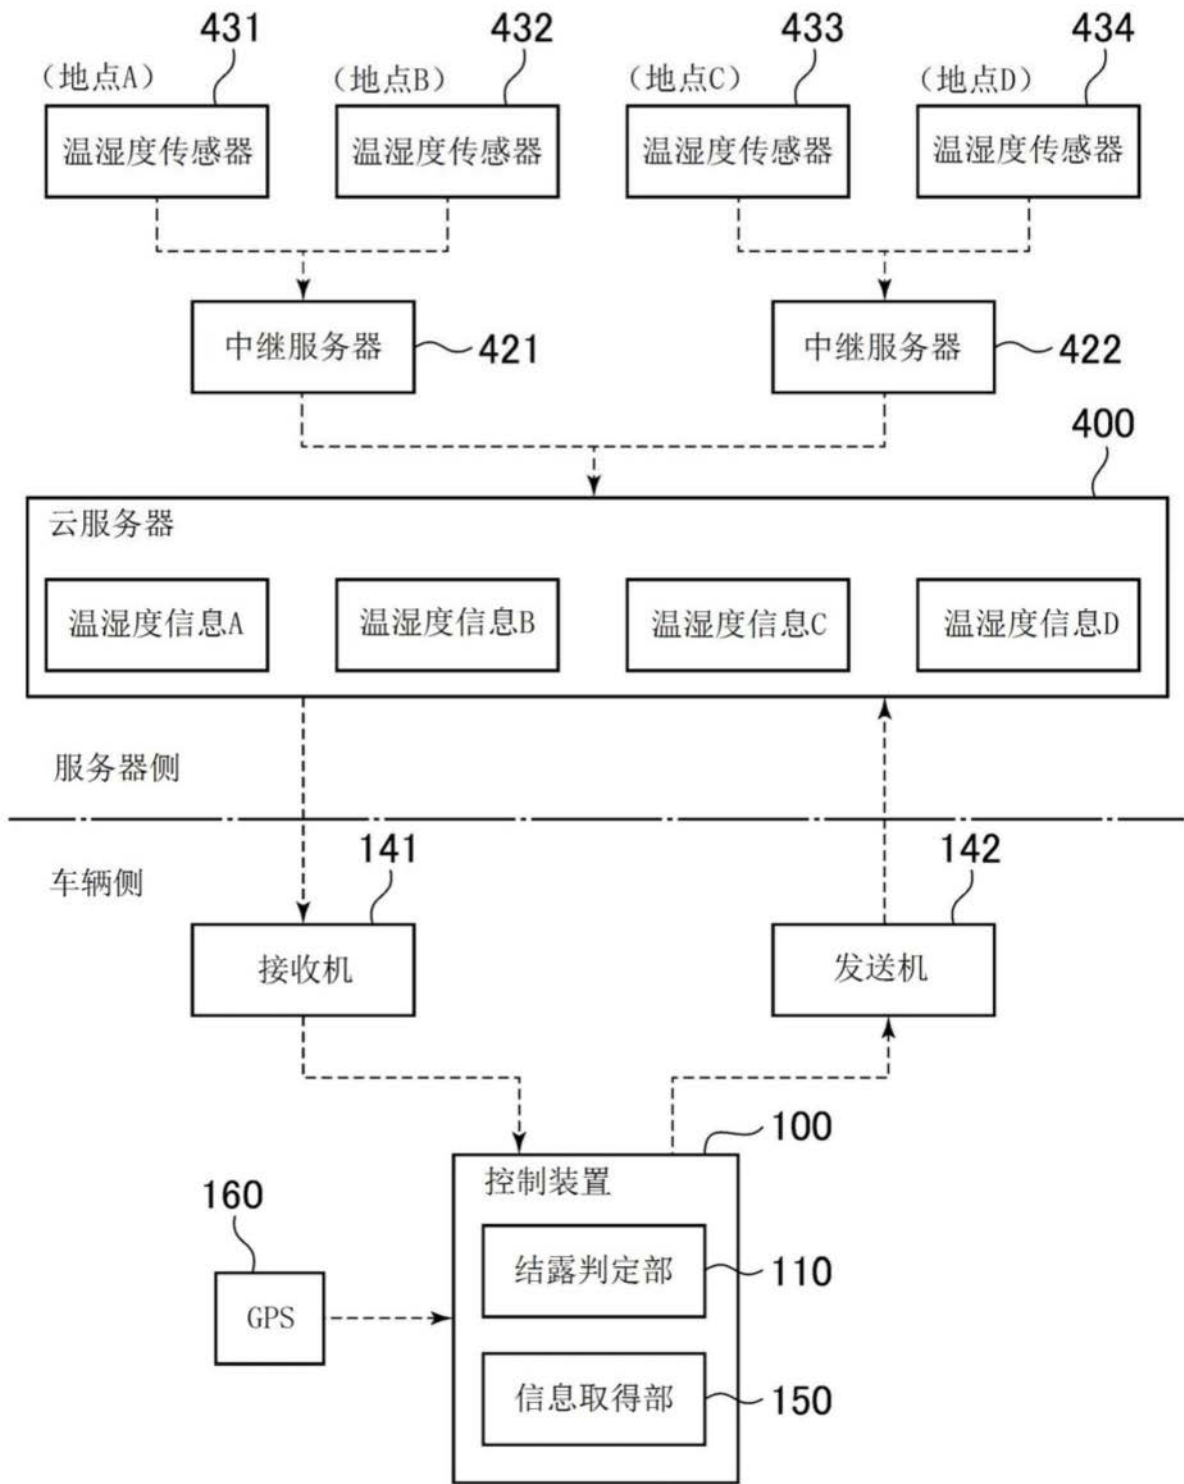 431
432
433
434
(地点A)
(地点B)
(地点C)
(地点D)
温湿度传感器
温湿度传感器
温湿度传感器
温湿度传感器
中继服务器
421
中继服务器
422
400
云服务器
温湿度信息A
温湿度信息B
温湿度信息C
温湿度信息D
服务器侧
车辆侧
141
142
接收机
发送机
100
控制装置
160
结露判定部
110
GPS
信息取得部
150